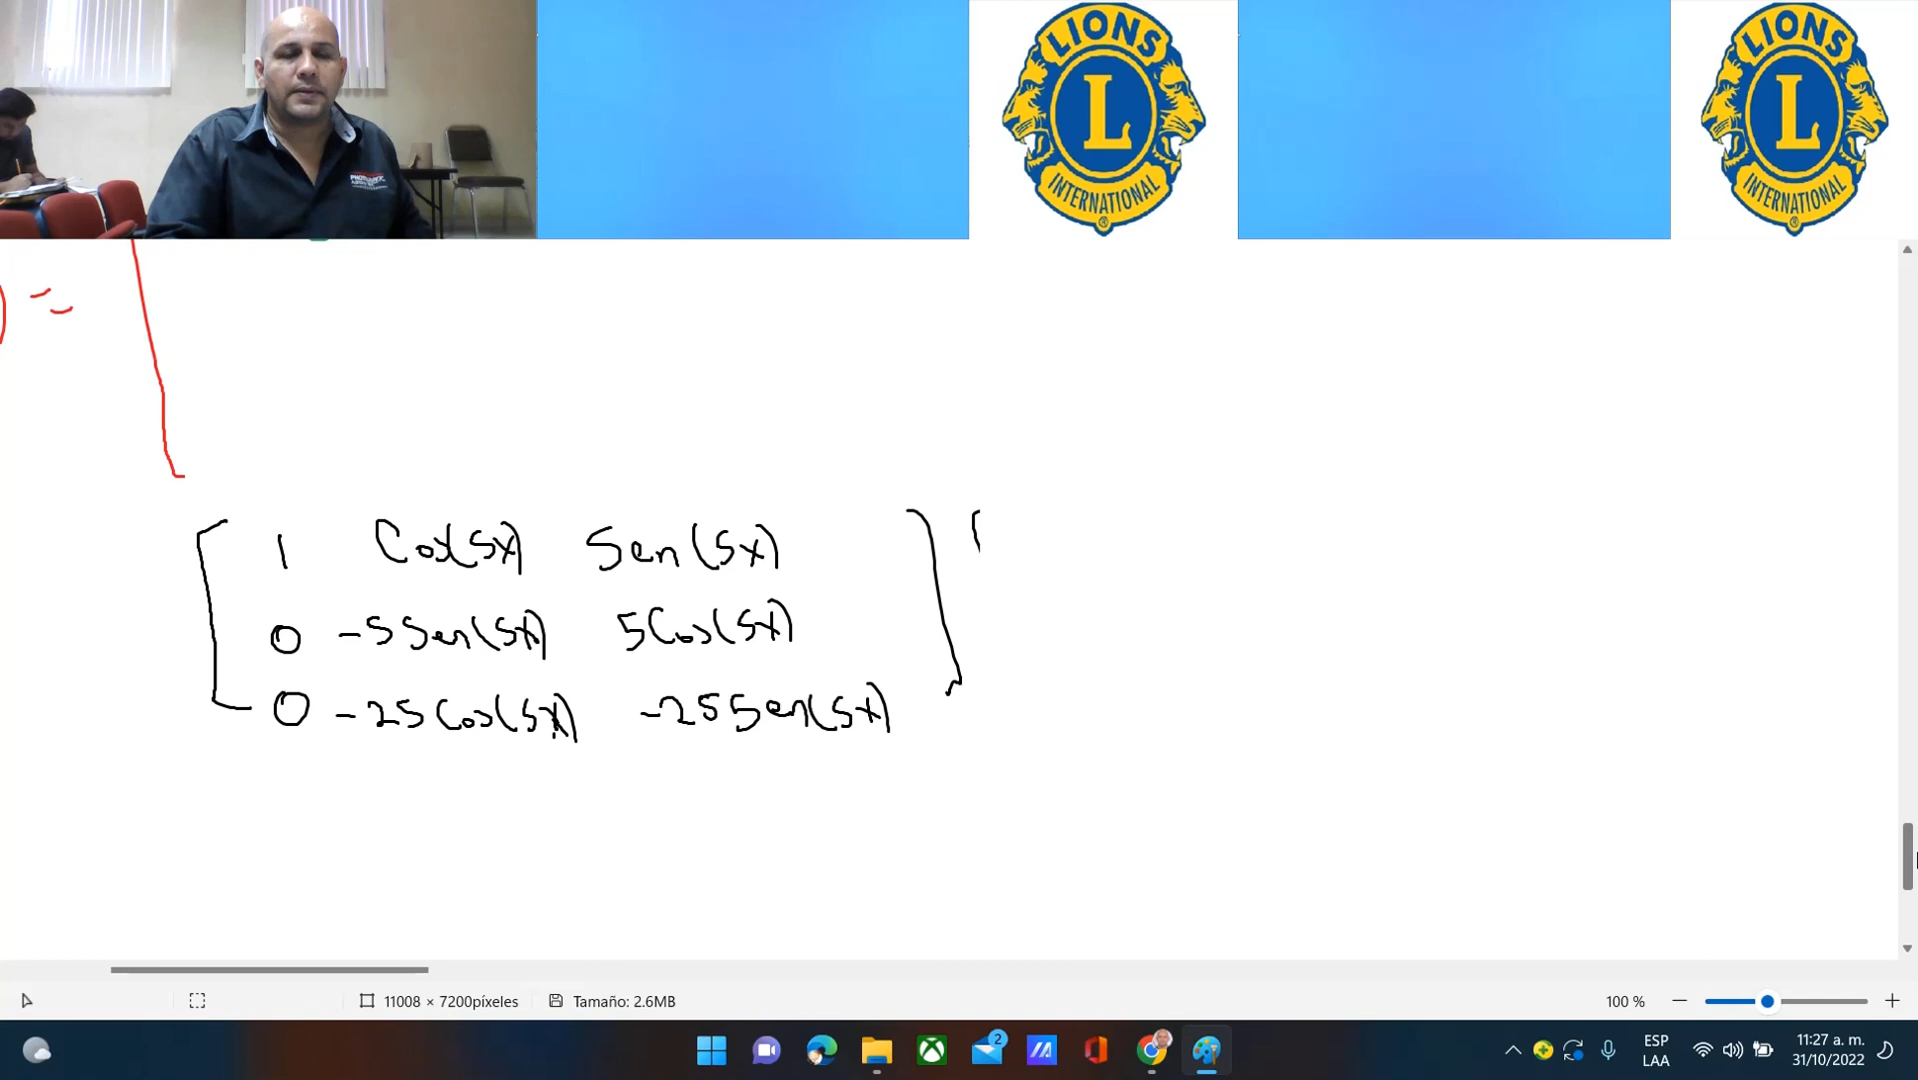 LIONS
L
INTERNATIONAL
®
LIONS
L
INTERNATIONAL
®
) =
1 Cos(5x) Sen(5x)
0 -5Sen(5x) 5Cos(5x)
0 -25Cos(5x) -25Sen(5x)
11008 × 7200píxeles Tamaño: 2.6MB 100 %
2
ESP
LAA
11:27 a. m.
31/10/2022